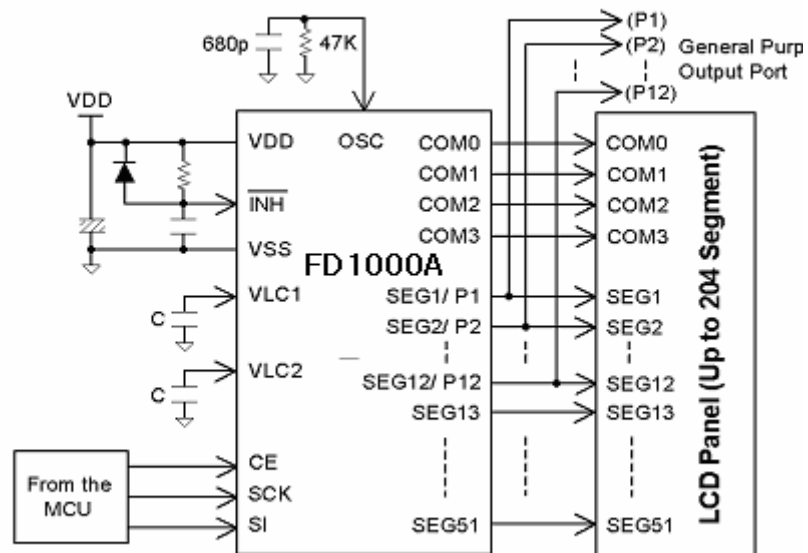 680p
47K
(P1)
(P2)
General Purp
Output Port
(P12)
VDD
VDD
OSC
COM0
COM0
COM1
COM1
INH
COM2
COM2
VSS
COM3
COM3
FD1000A
VLC1
SEG1/ P1
SEG1
C
SEG2/ P2
SEG2
VLC2
SEG12/ P12
SEG12
C
SEG13
SEG13
From the
MCU
CE
SCK
SI
SEG51
SEG51
LCD Panel (Up to 204 Segment)